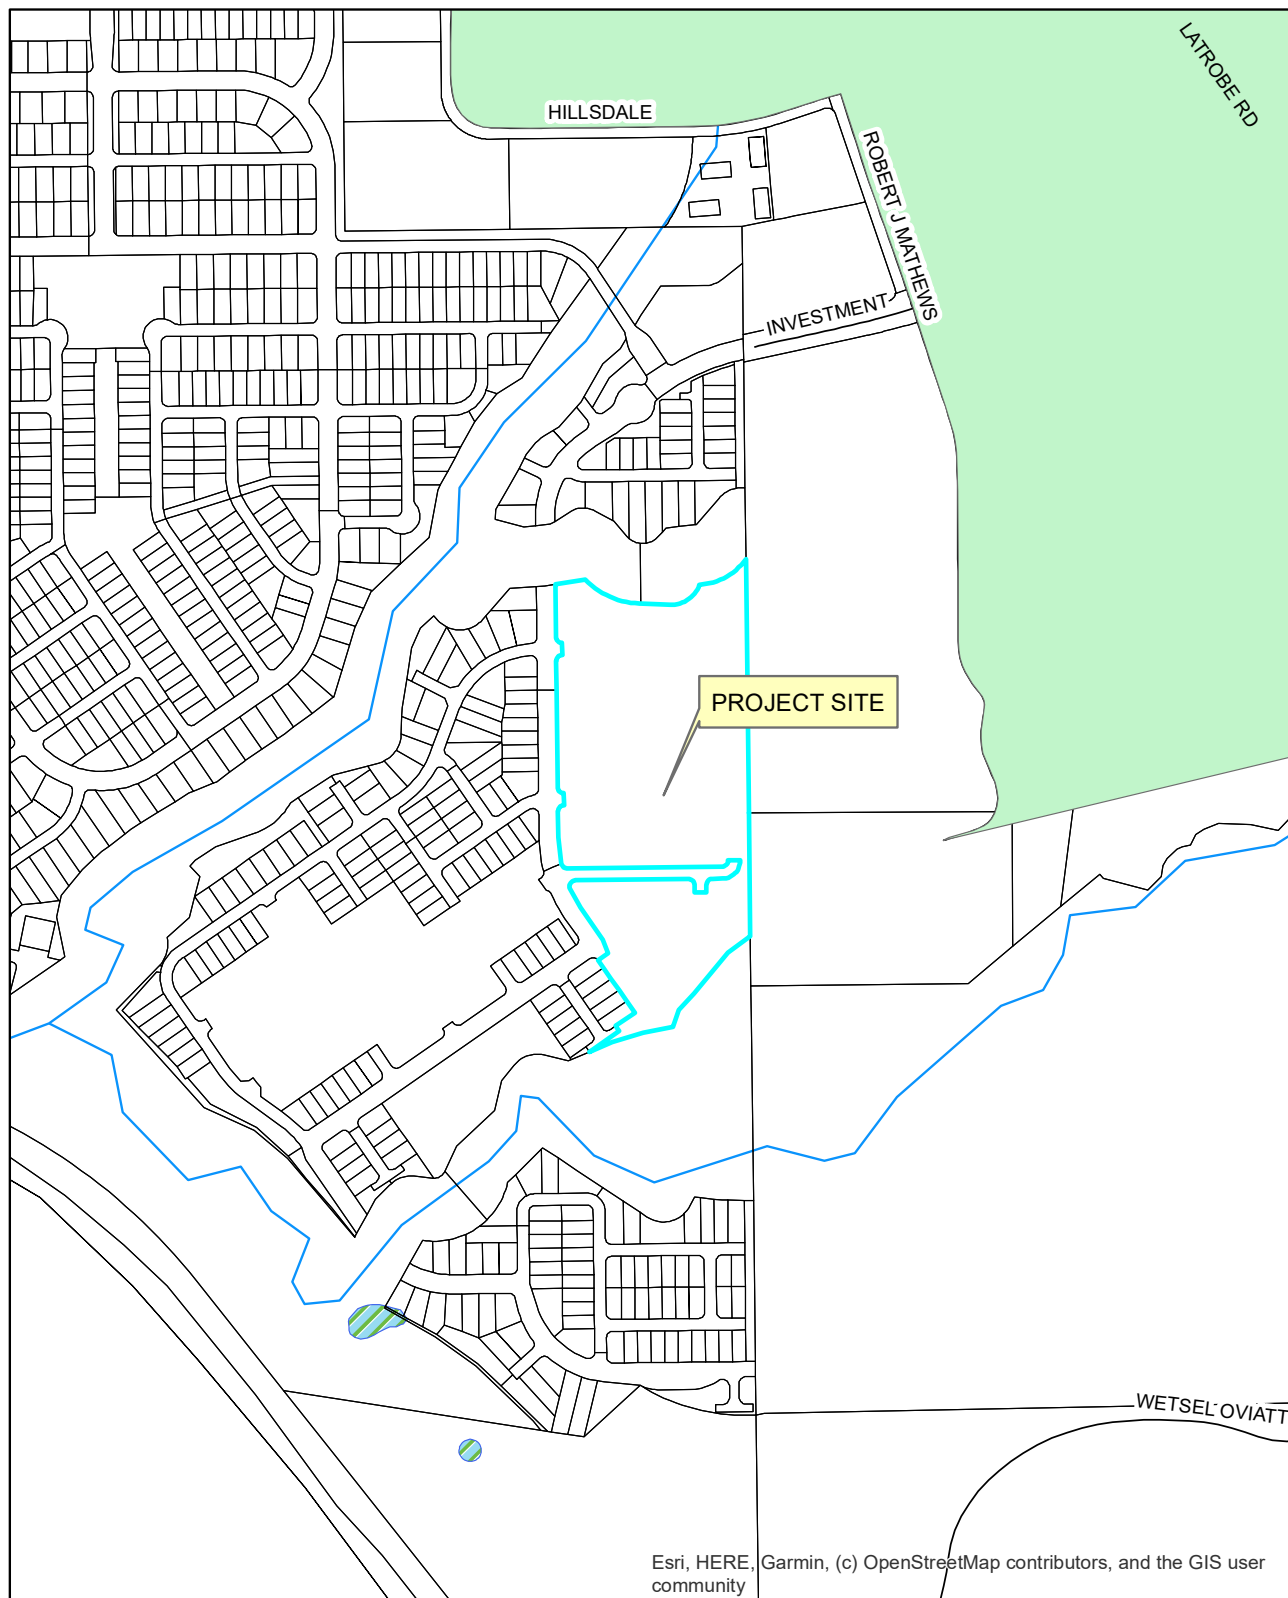 LATROBE RD
HILLSDALE
ROBERT J MATHEWS
INVESTMENT
PROJECT SITE
WETSEL OVIATT
Esri, HERE, Garmin, (c) OpenStreetMap contributors, and the GIS user
community